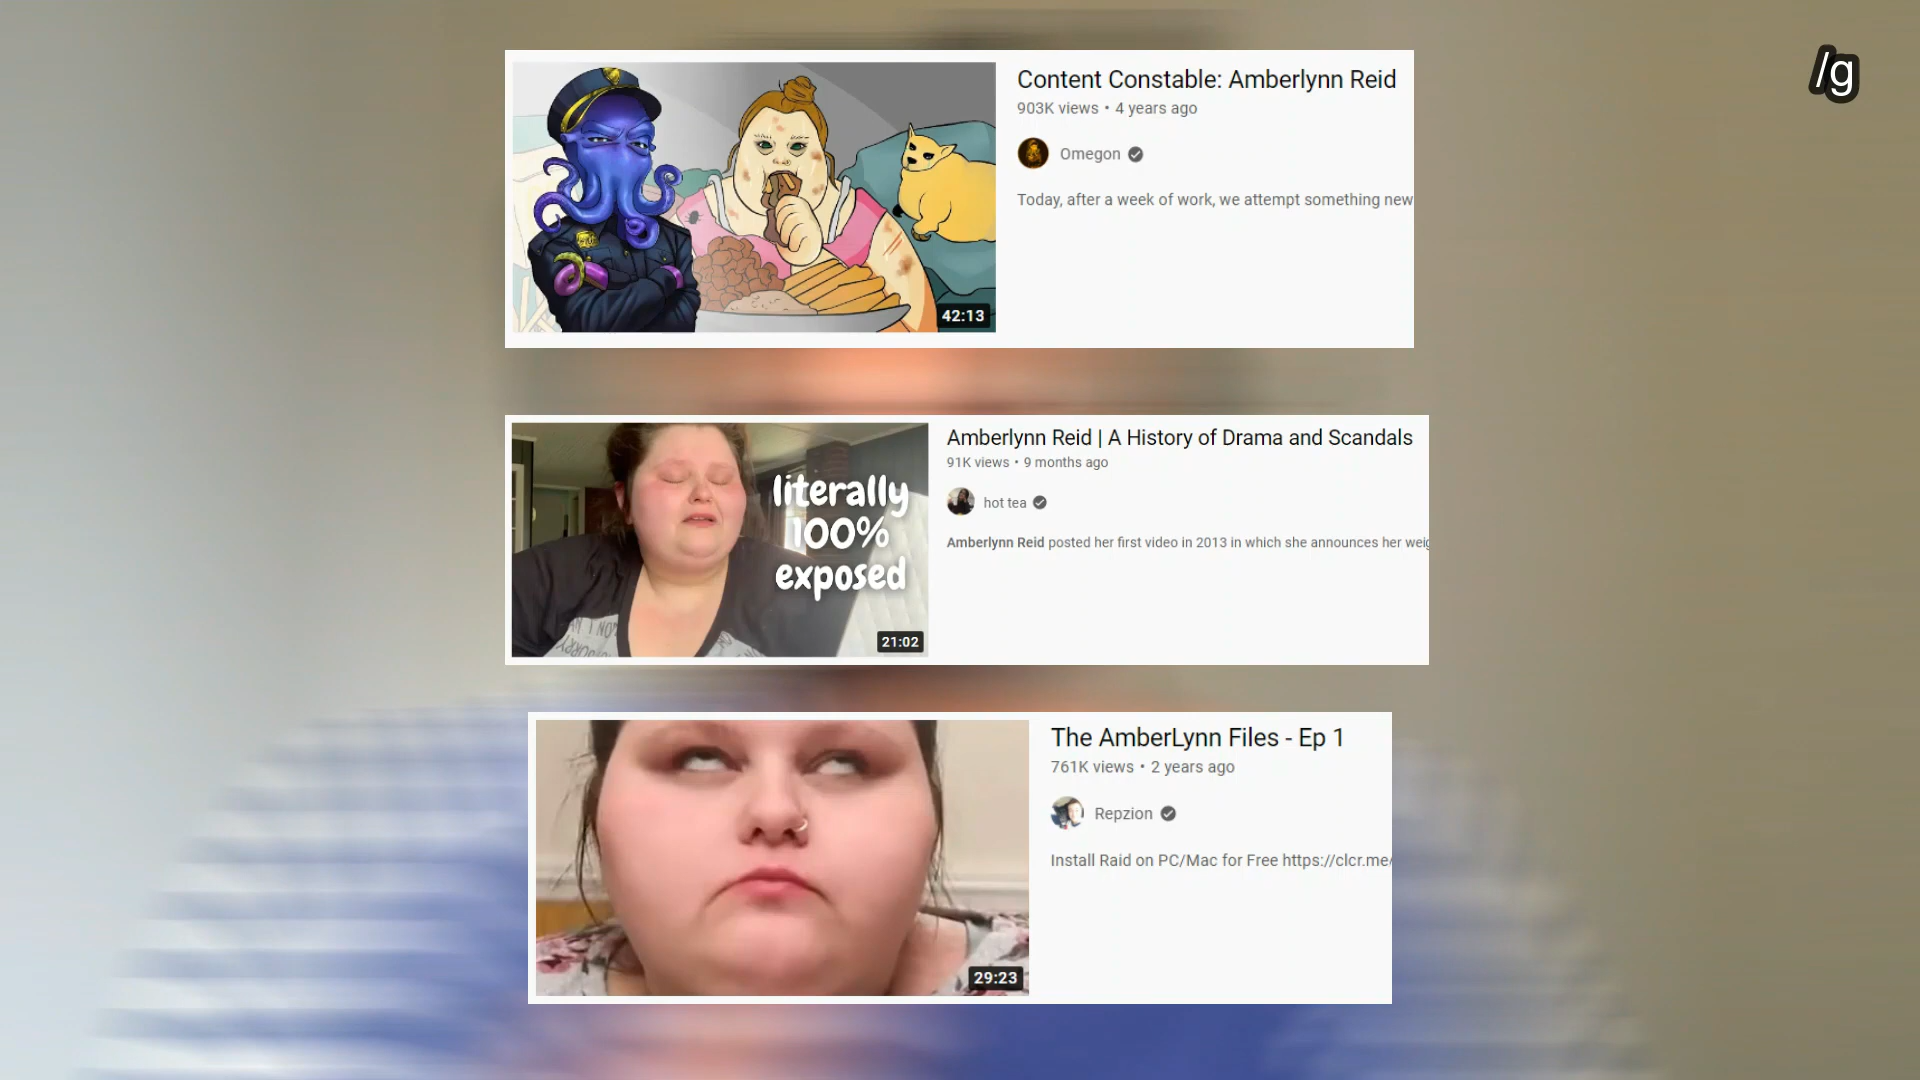 /g
Content Constable: Amberlynn Reid
903K views • 4 years ago
Omegon
Today, after a week of work, we attempt something new
42:13
Amberlynn Reid | A History of Drama and Scandals
91K views • 9 months ago
hot tea
Amberlynn Reid posted her first video in 2013 in which she announces her
literally
100%
exposed
21:02
The AmberLynn Files - Ep 1
761K views • 2 years ago
Repzion
Install Raid on PC/Mac for Free https://clcr.me/
29:23